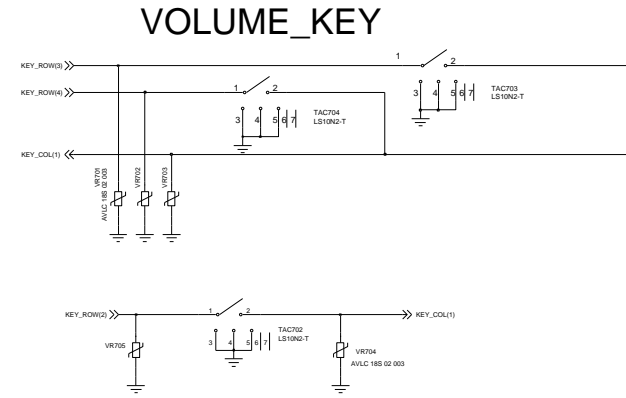 VOLUME_KEY
KEY_ROW(3)
1
2
3
4
5
6
7
TAC703
LS10N2-T
KEY_ROW(4)
1
2
3
4
5
6
7
TAC704
LS10N2-T
KEY_COL(1)
VR701
AVLC 18S 02 003
VR702
VR703
KEY_ROW(2)
1
2
KEY_COL(1)
3
4
5
6
7
TAC702
LS10N2-T
VR705
VR704
AVLC 18S 02 003